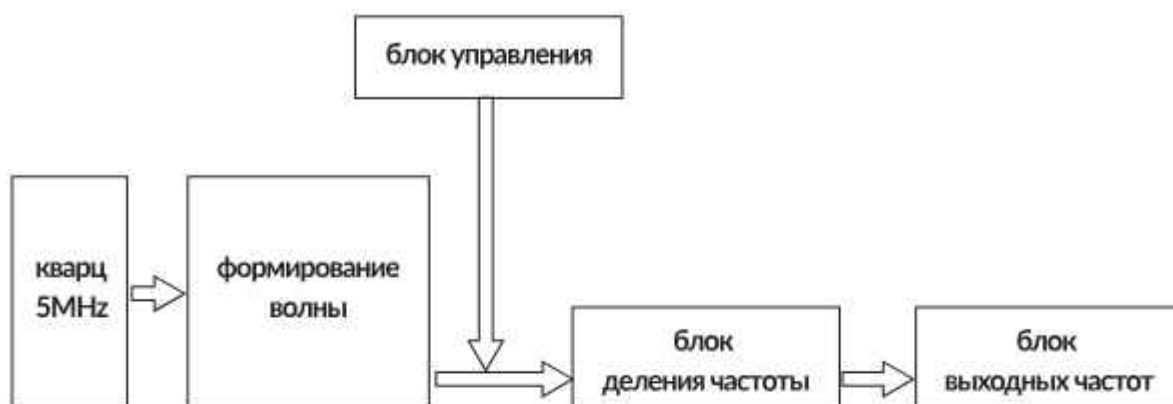 блок управления
кварц
5MHz
формирование
волны
блок
деления частоты
блок
выходных частот